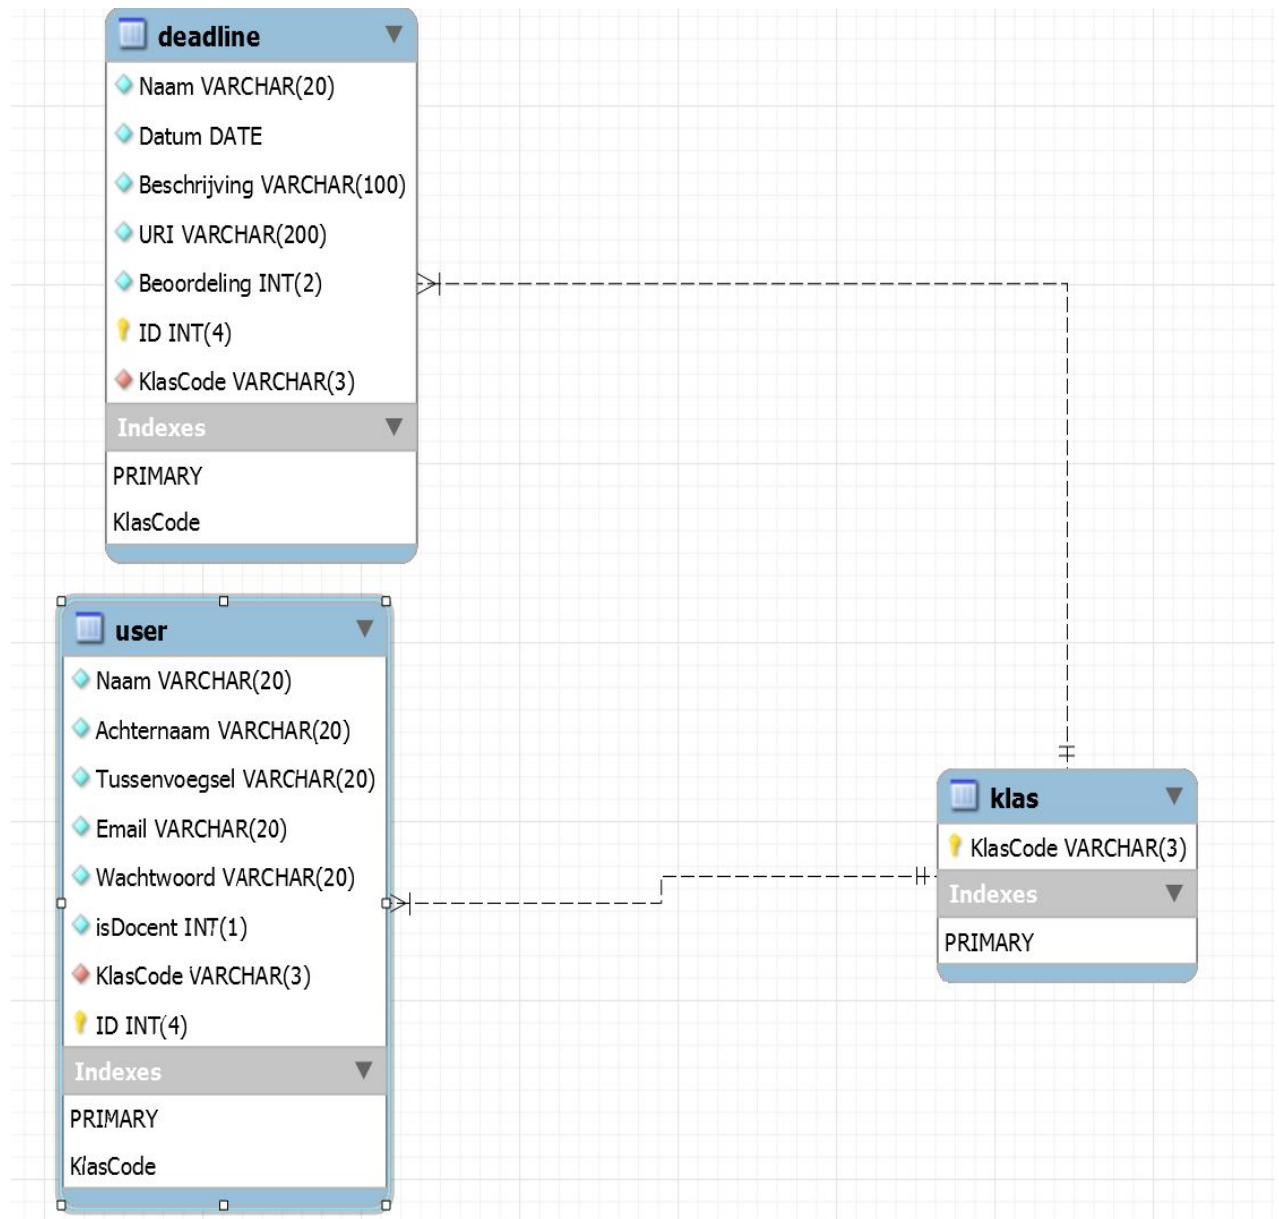 deadline
Naam VARCHAR(20)
Datum DATE
Beschrijving VARCHAR(100)
URI VARCHAR(200)
Beoordeling INT(2)
ID INT(4)
KlasCode VARCHAR(3)
Indexes
PRIMARY
KlasCode
user
Naam VARCHAR(20)
Achternaam VARCHAR(20)
Tussenvoegsel VARCHAR(20)
Email VARCHAR(20)
Wachtwoord VARCHAR(20)
isDocent INT(1)
KlasCode VARCHAR(3)
ID INT(4)
Indexes
PRIMARY
KlasCode
klas
KlasCode VARCHAR(3)
Indexes
PRIMARY